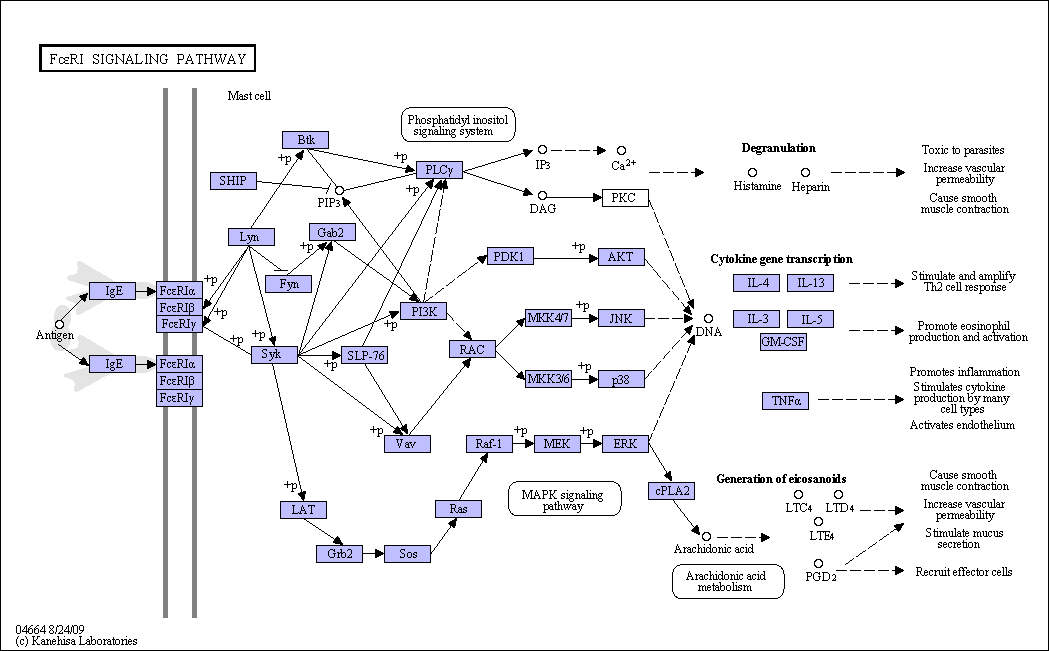 FcεRI SIGNALING PATHWAY
Mast cell
Phosphatidyl inositol
signaling system
Btk
+p
+p
PLCγ
+p
SHIP
PIP3
IP3
Ca2+
DAG
PKC
Degranulation
Histamine
Heparin
Toxic to parasites
Increase vascular
permeability
Cause smooth
muscle contraction
Lyn
Gab2
+p
Fyn
+p
+p
+p
PDK1
+p
AKT
PI3K
+p
MKK4/7
+p
JNK
RAC
MKK3/6
+p
p38
DNA
Cytokine gene transcription
IL-4
IL-13
IL-3
IL-5
GM-CSF
TNFα
Stimulate and amplify
Th2 cell response
Promote eosinophil
production and activation
Promotes inflammation
Stimulates cytokine
production by many
cell types
Activates endothelium
IgE
FcεRIα
FcεRIβ
FcεRIγ
Antigen
IgE
FcεRIα
FcεRIβ
FcεRIγ
Syk
+p
SLP-76
+p
Vav
Raf-1
+p
MEK
+p
ERK
cPLA2
MAPK signaling
pathway
+p
LAT
Ras
Grb2
Sos
Arachidonic acid
Arachidonic acid
metabolism
Generation of eicosanoids
LTC4
LTD4
LTE4
PGD2
Cause smooth
muscle contraction
Increase vascular
permeability
Stimulate mucus
secretion
Recruit effector cells
04664 8/24/09
(c) Kanehisa Laboratories